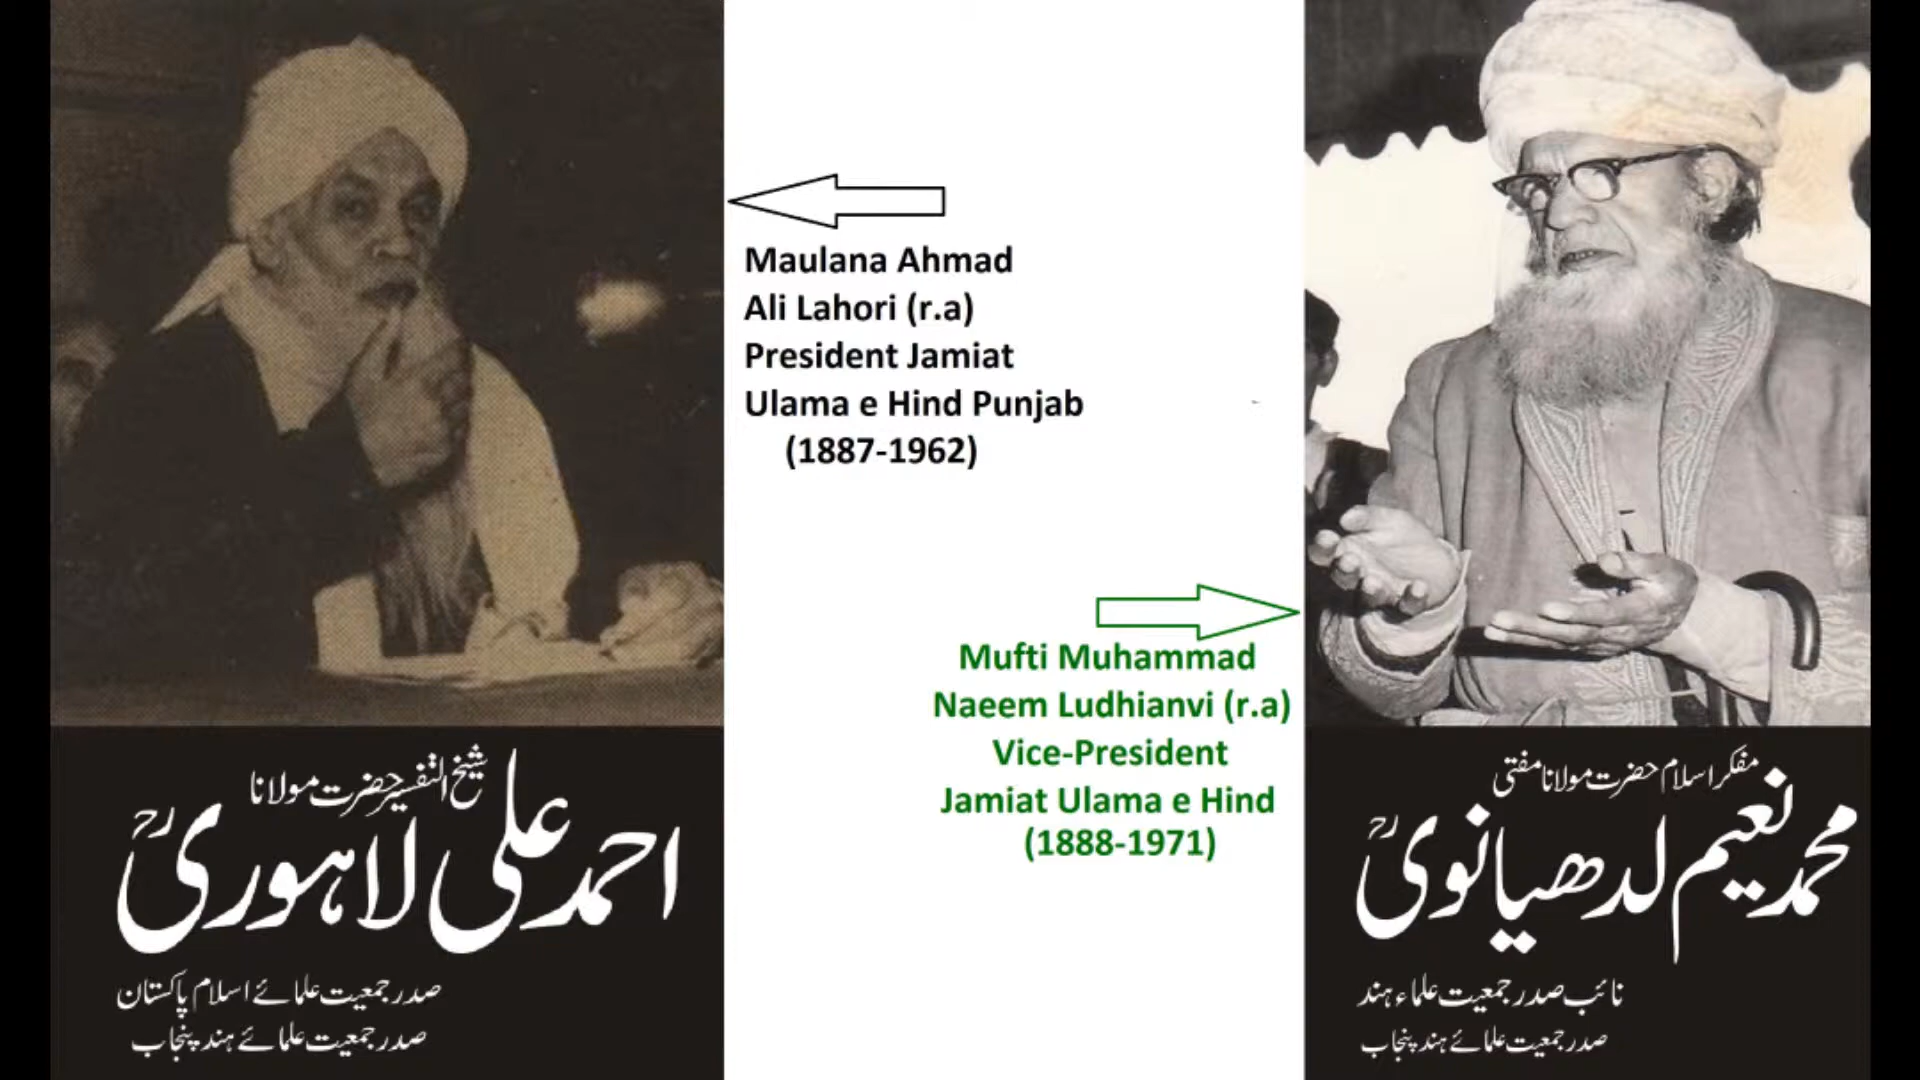 Maulana Ahmad
Ali Lahori (r.a)
President Jamiat
Ulama e Hind Punjab
(1887-1962)
Mufti Muhammad
Naeem Ludhianvi (r.a)
Vice-President
Jamiat Ulama e Hind
(1888-1971)
شیخ التفسیر حضرت مولانا
احمد علی لاہوریؒ
صدر جمعیت علمائے اسلام پاکستان
صدر جمعیت علمائے ہند پنجاب
مفکر اسلام حضرت مولانا مفتی
محمد نعیم لدھیانویؒ
نائب صدر جمعیت علماء ہند
صدر جمعیت علمائے ہند پنجاب